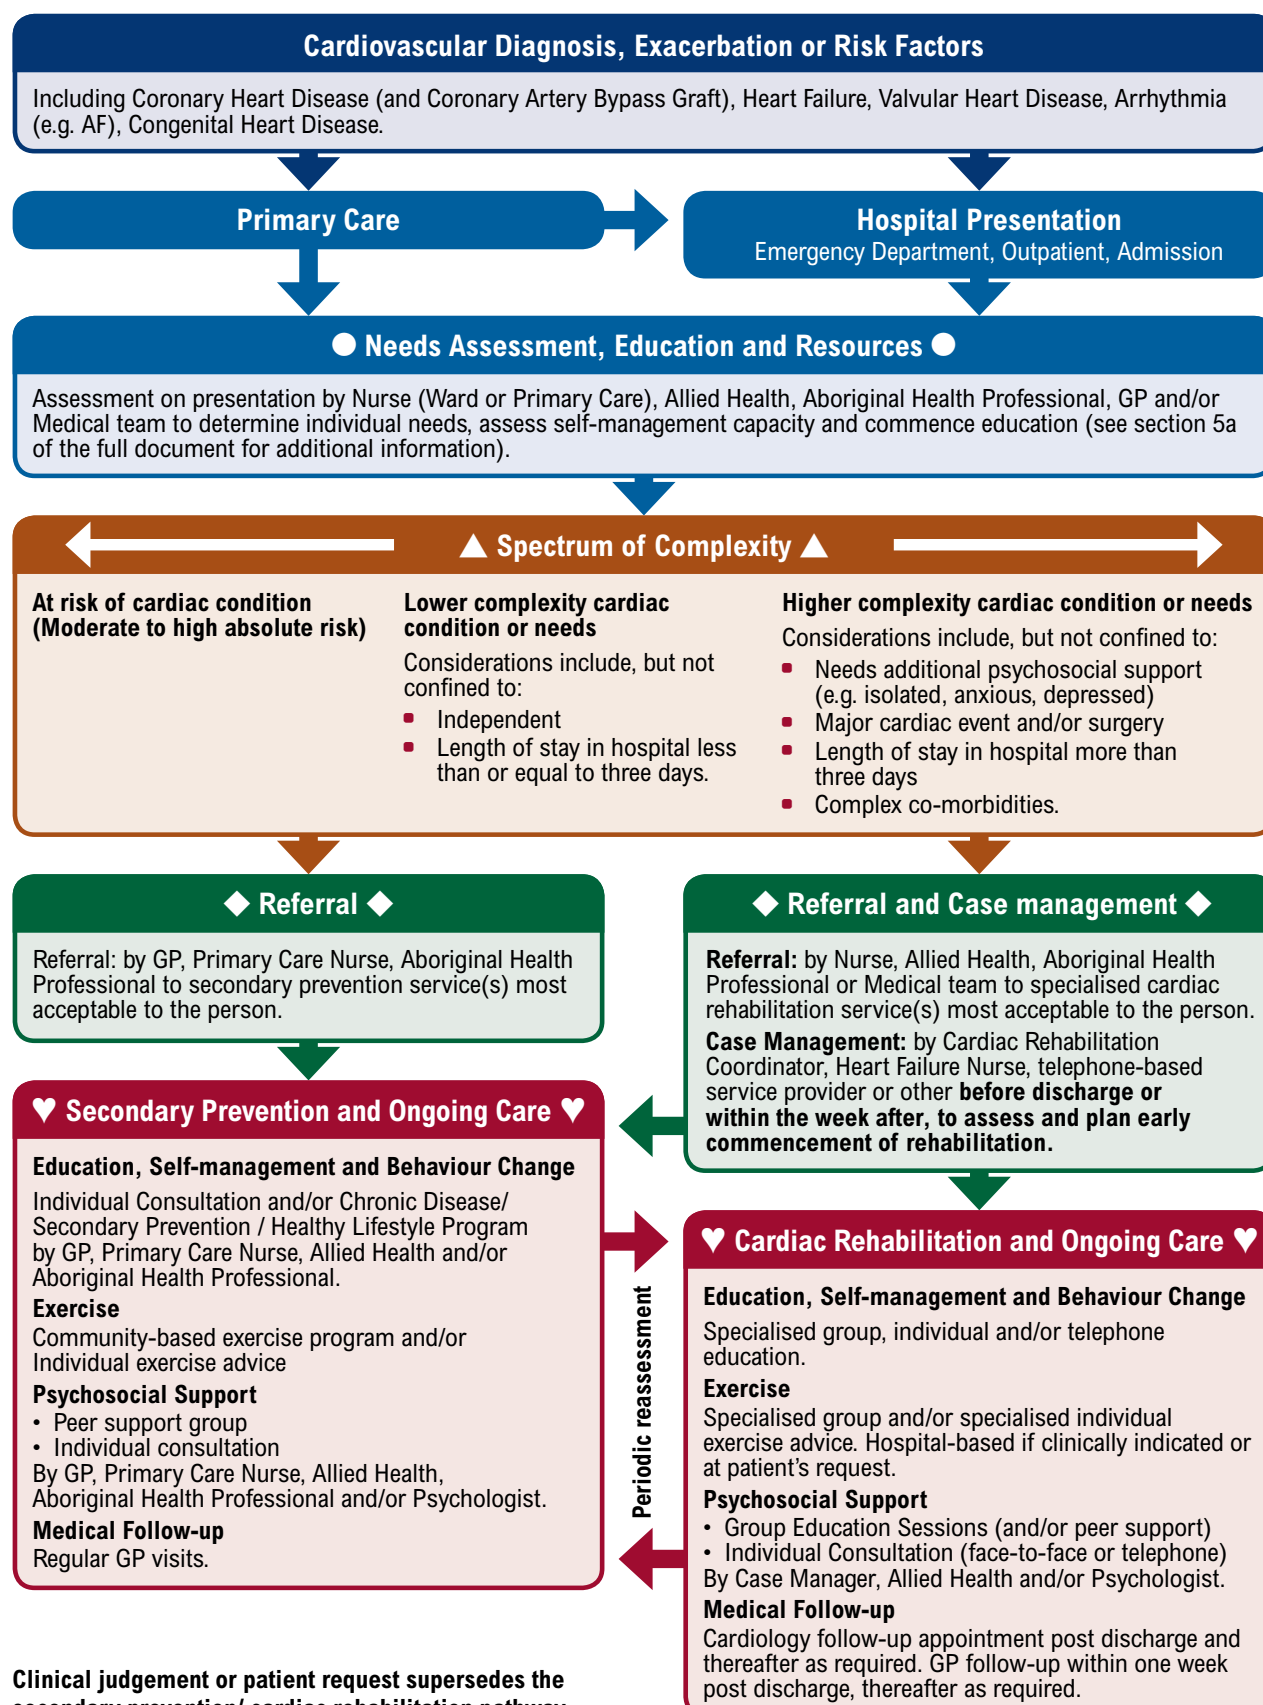 Cardiovascular Diagnosis, Exacerbation or Risk Factors
Including Coronary Heart Disease (and Coronary Artery Bypass Graft), Heart Failure, Valvular Heart Disease, Arrhythmia
(e.g. AF), Congenital Heart Disease.
Primary Care
Hospital Presentation
Emergency Department, Outpatient, Admission
Needs Assessment, Education and Resources
Assessment on presentation by Nurse (Ward or Primary Care), Allied Health, Aboriginal Health Professional, GP and/or
Medical team to determine individual needs, assess self-management capacity and commence education (see section 5a
of the full document for additional information).
Spectrum of Complexity
At risk of cardiac condition
(Moderate to high absolute risk)
Lower complexity cardiac
condition or needs
Considerations include, but not
confined to:
Independent
Length of stay in hospital less
than or equal to three days.
Higher complexity cardiac condition or needs
Considerations include, but not confined to:
Needs additional psychosocial support
(e.g. isolated, anxious, depressed)
Major cardiac event and/or surgery
Length of stay in hospital more than
three days
Complex co-morbidities.
Referral
Referral: by GP, Primary Care Nurse, Aboriginal Health
Professional to secondary prevention service(s) most
acceptable to the person.
Referral and Case management
Referral: by Nurse, Allied Health, Aboriginal Health
Professional or Medical team to specialised cardiac
rehabilitation service(s) most acceptable to the person.
Case Management: by Cardiac Rehabilitation
Coordinator, Heart Failure Nurse, telephone-based
service provider or other before discharge or
within the week after, to assess and plan early
commencement of rehabilitation.
Secondary Prevention and Ongoing Care
Education, Self-management and Behaviour Change
Individual Consultation and/or Chronic Disease/
Secondary Prevention / Healthy Lifestyle Program
by GP, Primary Care Nurse, Allied Health and/or
Aboriginal Health Professional.
Exercise
Community-based exercise program and/or
Individual exercise advice
Psychosocial Support
• Peer support group
• Individual consultation
By GP, Primary Care Nurse, Allied Health,
Aboriginal Health Professional and/or Psychologist.
Medical Follow-up
Regular GP visits.
Periodic reassessment
Cardiac Rehabilitation and Ongoing Care
Education, Self-management and Behaviour Change
Specialised group, individual and/or telephone
education.
Exercise
Specialised group and/or specialised individual
exercise advice. Hospital-based if clinically indicated or
at patient's request.
Psychosocial Support
• Group Education Sessions (and/or peer support)
• Individual Consultation (face-to-face or telephone)
By Case Manager, Allied Health and/or Psychologist.
Medical Follow-up
Cardiology follow-up appointment post discharge and
thereafter as required. GP follow-up within one week
post discharge, thereafter as required.
Clinical judgement or patient request supersedes the
secondary prevention/ cardiac rehabilitation pathway